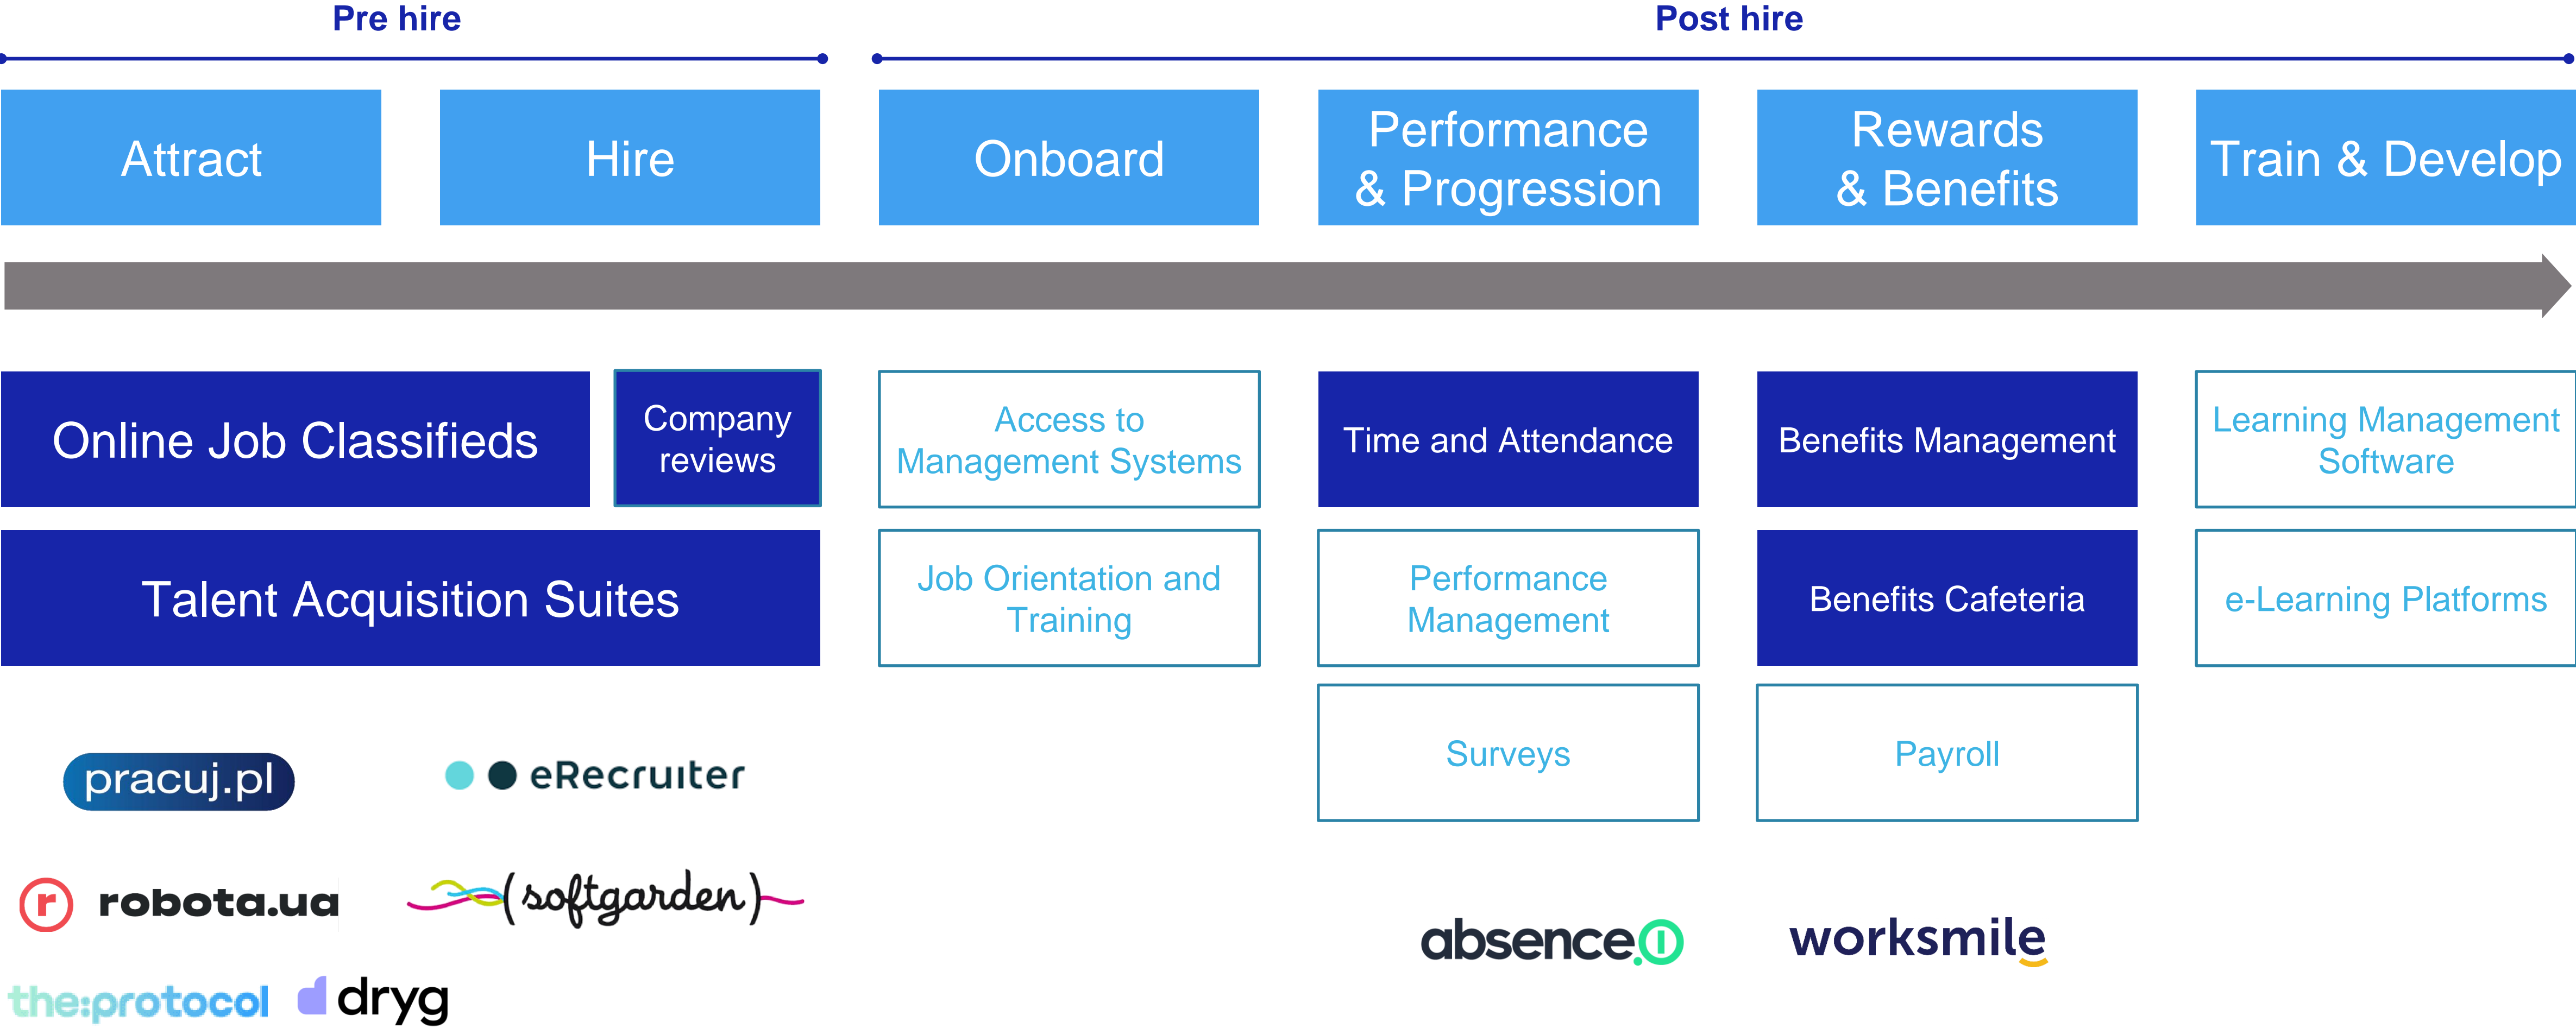 Pre hire
Post hire
Attract
Hire
Onboard
Performance
& Progression
Rewards
& Benefits
Train & Develop
Online Job Classifieds
Company
reviews
Access to
Management Systems
Time and Attendance
Benefits Management
Learning Management
Software
Talent Acquisition Suites
Job Orientation and
Training
Performance
Management
Benefits Cafeteria
e-Learning Platforms
Surveys
Payroll
pracuj.pl
eRecruiter
r robota.ua
(softgarden)
absence.io
worksmile
the:protocol
dryg